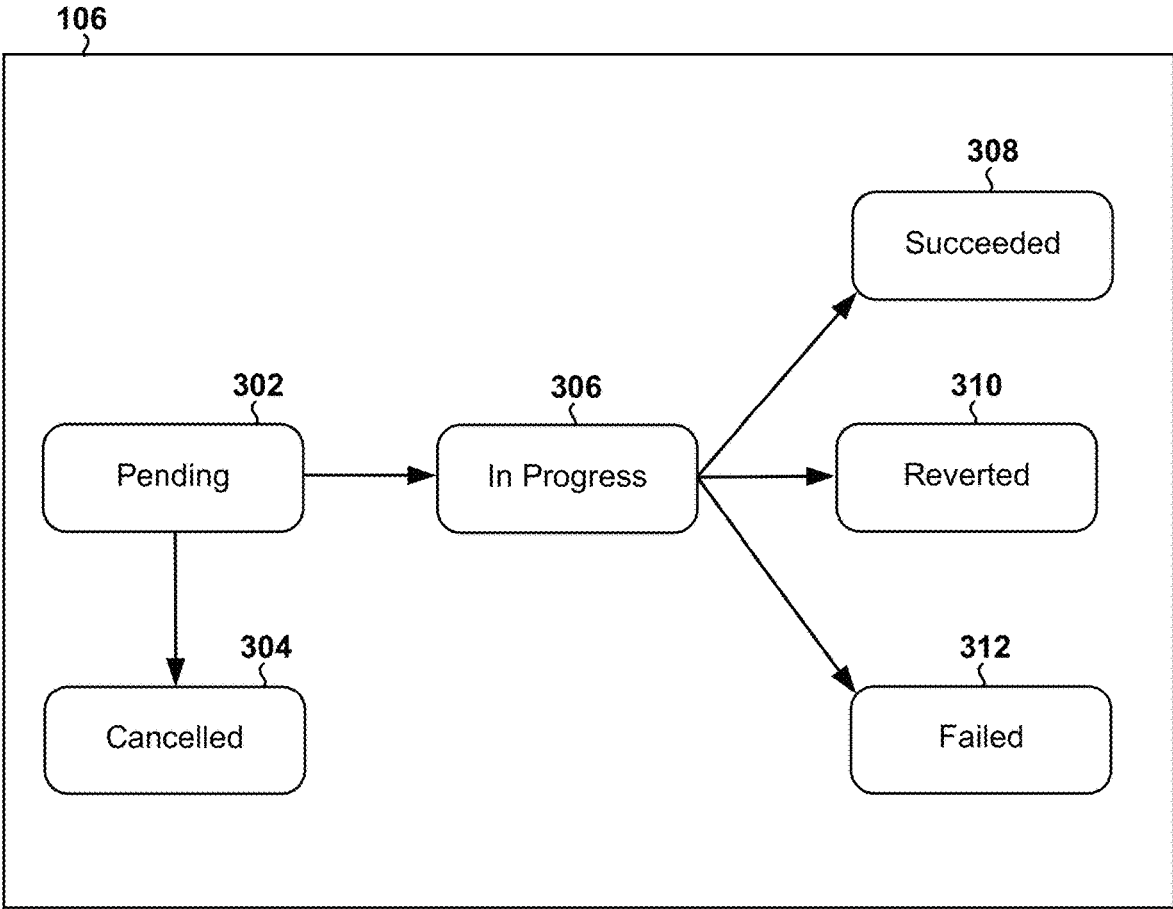 106
308
Succeeded
302
306
310
Pending
In Progress
Reverted
304
312
Cancelled
Failed